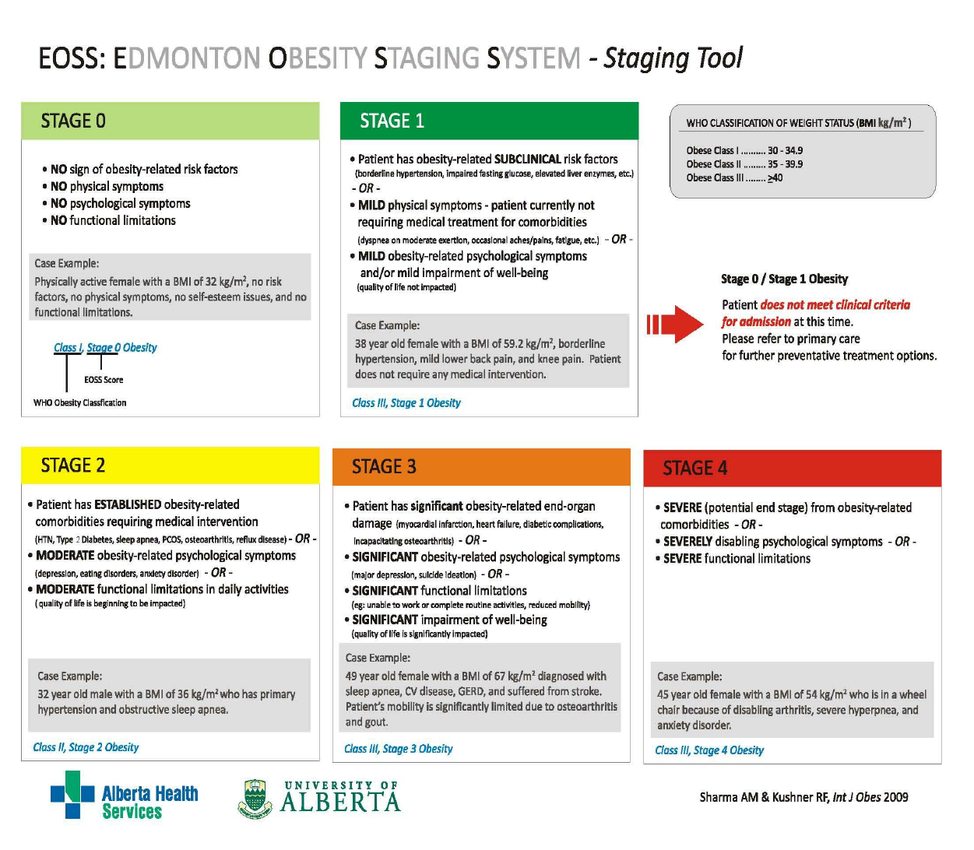 EOSS: EDMONTON OBESITY STAGING SYSTEM - Staging Tool
STAGE 0
• NO sign of obesity-related risk factors
• NO physical symptoms
• NO psychological symptoms
• NO functional limitations
Case Example:
Physically active female with a BMI of 32 kg/m², no risk
factors, no physical symptoms, no self-esteem issues, and no
functional limitations.
Class I, Stage 0 Obesity
EOSS Score
WHO Obesity Classfication
STAGE 1
• Patient has obesity-related SUBCLINICAL risk factors
(borderline hypertension, impaired fasting glucose, elevated liver enzymes, etc.)
- OR -
• MILD physical symptoms - patient currently not
requiring medical treatment for comorbidities
(dyspnea on moderate exertion, occasional aches/pains, fatigue, etc.) - OR -
• MILD obesity-related psychological symptoms
and/or mild impairment of well-being
(quality of life not impacted)
Case Example:
38 year old female with a BMI of 59.2 kg/m², borderline
hypertension, mild lower back pain, and knee pain. Patient
does not require any medical intervention.
Class III, Stage 1 Obesity
WHO CLASSIFICATION OF WEIGHT STATUS (BMI kg/m² )
Obese Class I .......... 30 - 34.9
Obese Class II ......... 35 - 39.9
Obese Class III ........ ≥40
Stage 0 / Stage 1 Obesity
Patient does not meet clinical criteria
for admission at this time.
Please refer to primary care
for further preventative treatment options.
STAGE 2
• Patient has ESTABLISHED obesity-related
comorbidities requiring medical intervention
(HTN, Type 2 Diabetes, sleep apnea, PCOS, osteoarthritis, reflux disease) - OR -
• MODERATE obesity-related psychological symptoms
(depression, eating disorders, anxiety disorder) - OR -
• MODERATE functional limitations in daily activities
(quality of life is beginning to be impacted)
Case Example:
32 year old male with a BMI of 36 kg/m² who has primary
hypertension and obstructive sleep apnea.
Class II, Stage 2 Obesity
STAGE 3
• Patient has significant obesity-related end-organ
damage (myocardial infarction, heart failure, diabetic complications,
incapacitating osteoarthritis) - OR -
• SIGNIFICANT obesity-related psychological symptoms
(major depression, suicide ideation) - OR -
• SIGNIFICANT functional limitations
(eg: unable to work or complete routine activities, reduced mobility)
• SIGNIFICANT impairment of well-being
(quality of life is significantly impacted)
Case Example:
49 year old female with a BMI of 67 kg/m² diagnosed with
sleep apnea, CV disease, GERD, and suffered from stroke.
Patient's mobility is significantly limited due to osteoarthritis
and gout.
Class III, Stage 3 Obesity
STAGE 4
• SEVERE (potential end stage) from obesity-related
comorbidities - OR -
• SEVERELY disabling psychological symptoms - OR -
• SEVERE functional limitations
Case Example:
45 year old female with a BMI of 54 kg/m² who is in a wheel
chair because of disabling arthritis, severe hyperpnea, and
anxiety disorder.
Class III, Stage 4 Obesity
Alberta Health
Services
UNIVERSITY OF
ALBERTA
Sharma AM & Kushner RF, Int J Obes 2009